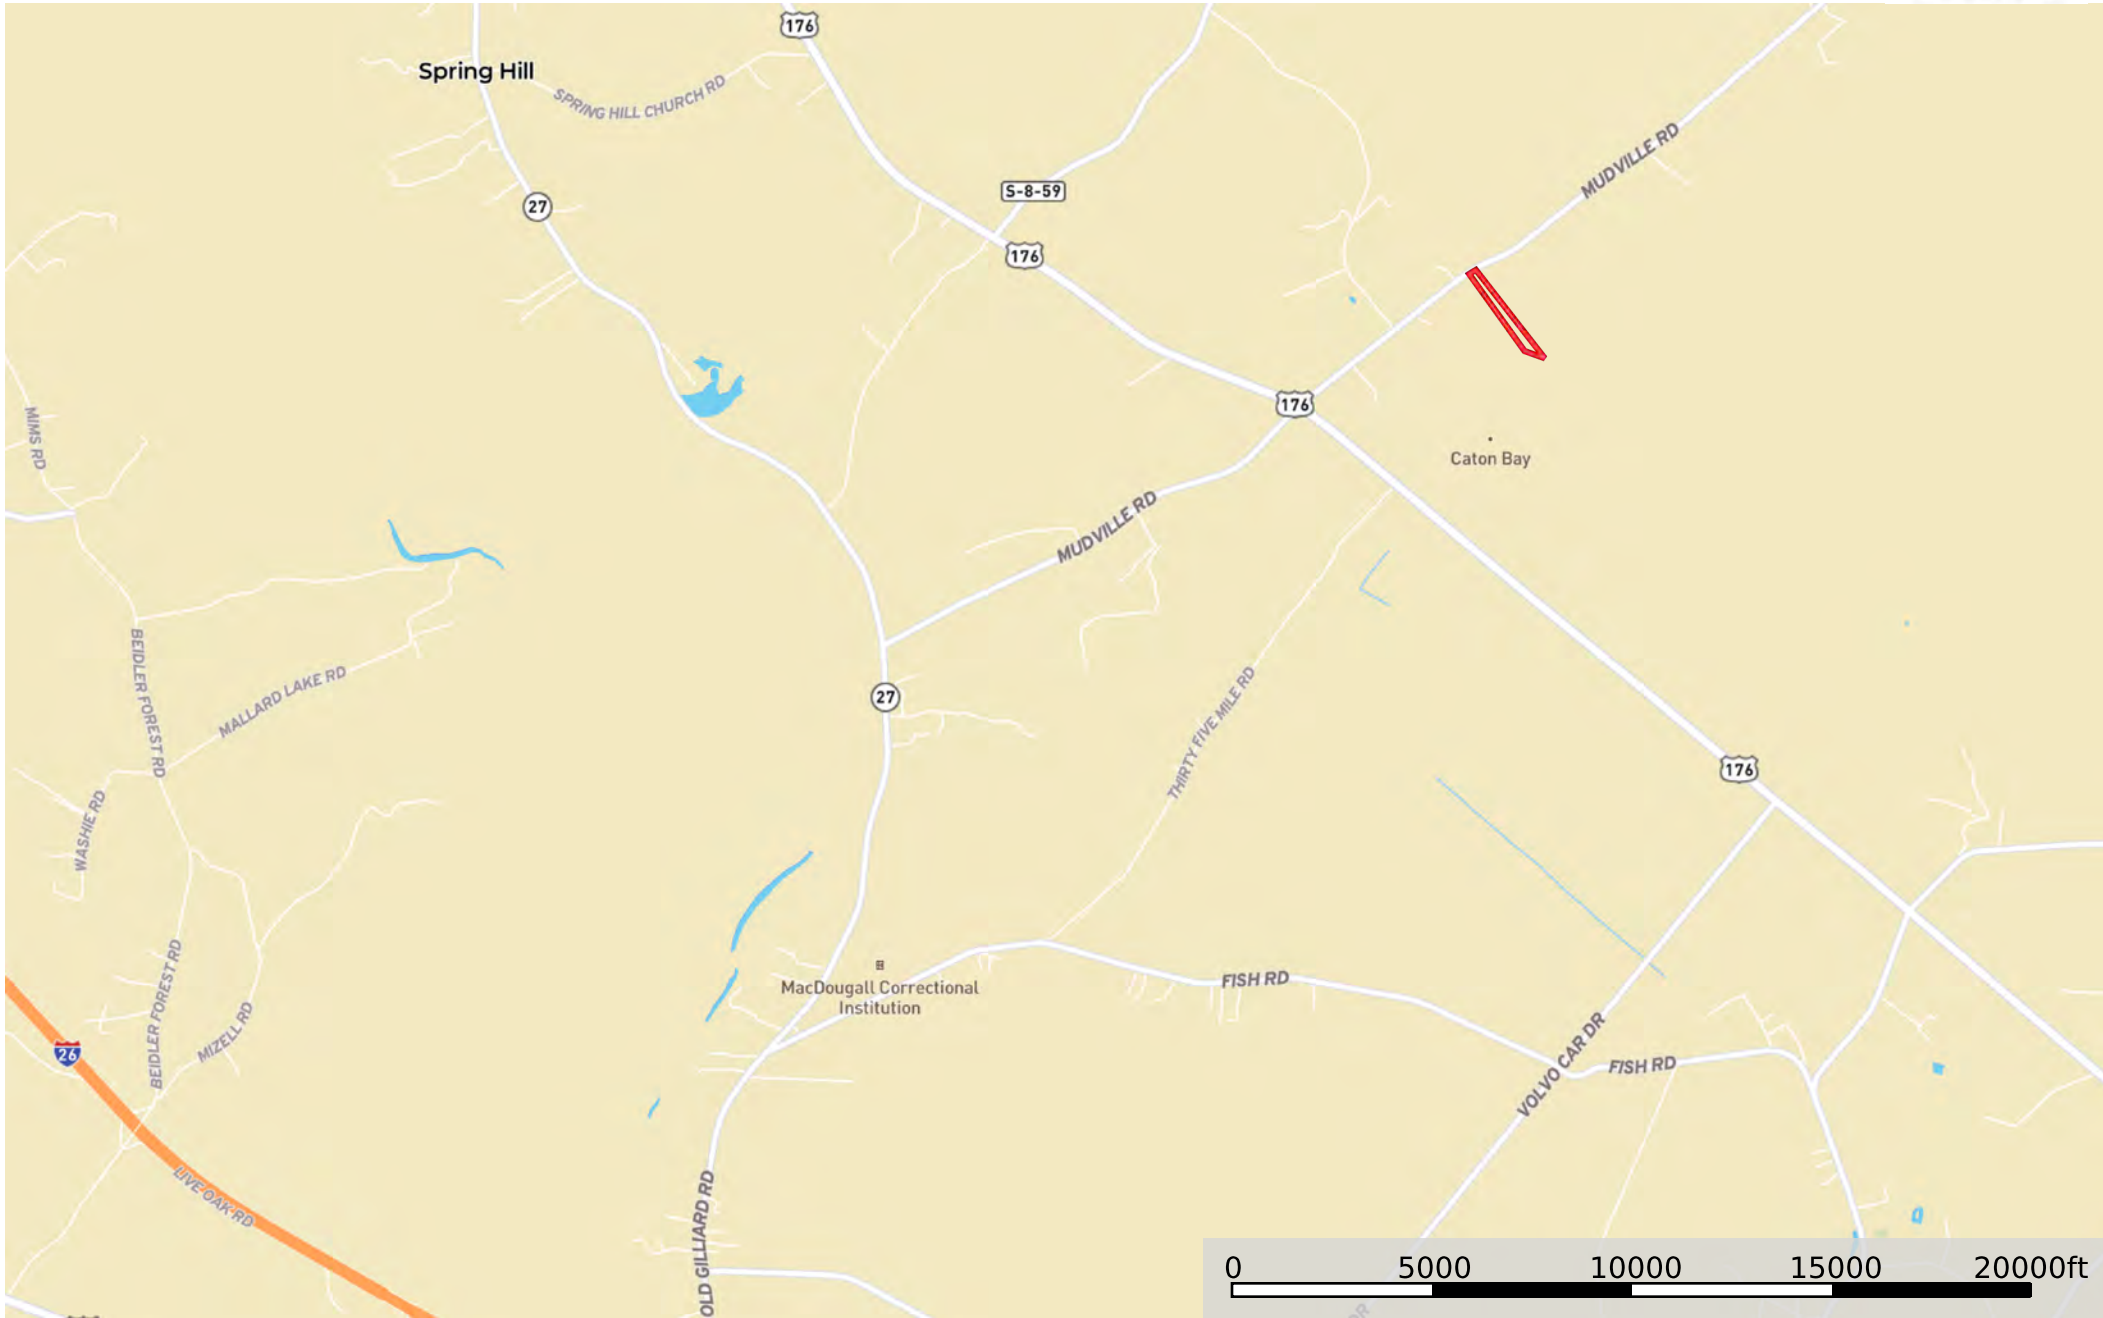 176
Spring Hill
SPRING HILL CHURCH RD
MUDVILLE RD
S-8-59
27
176
176
MIMS RD
Caton Bay
MUDVILLE RD
BEIDLER FOREST RD
MALLARD LAKE RD
27
THIRTY FIVE MILE RD
176
WASHIE RD
MacDougall Correctional
Institution
FISH RD
BEIDLER FOREST RD
MIZELL RD
26
VOLVO CAR DR
FISH RD
LIVE OAK RD
OLD GILLIARD RD
0 5000 10000 15000 20000ft
DR